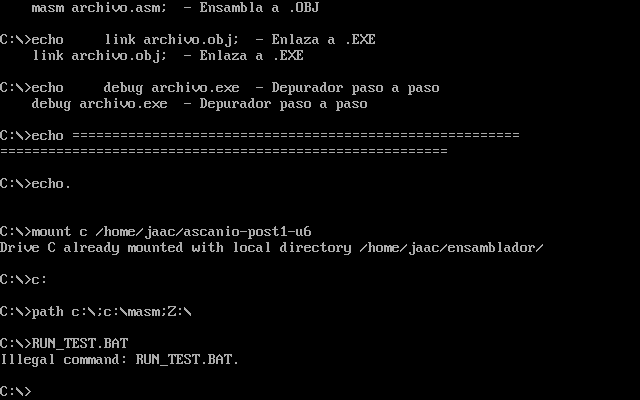 masm archivo.asm;  - Ensambla a .OBJ
C:\>echo     link archivo.obj;  - Enlaza a .EXE
    link archivo.obj;  - Enlaza a .EXE
C:\>echo     debug archivo.exe  - Depurador paso a paso
    debug archivo.exe  - Depurador paso a paso
C:\>echo ========================================================
========================================================
C:\>echo.
C:\>mount c /home/jaac/ascanio-post1-u6
Drive C already mounted with local directory /home/jaac/ensamblador/
C:\>c:
C:\>path c:\;c:\masm;Z:\
C:\>RUN_TEST.BAT
Illegal command: RUN_TEST.BAT.
C:\>